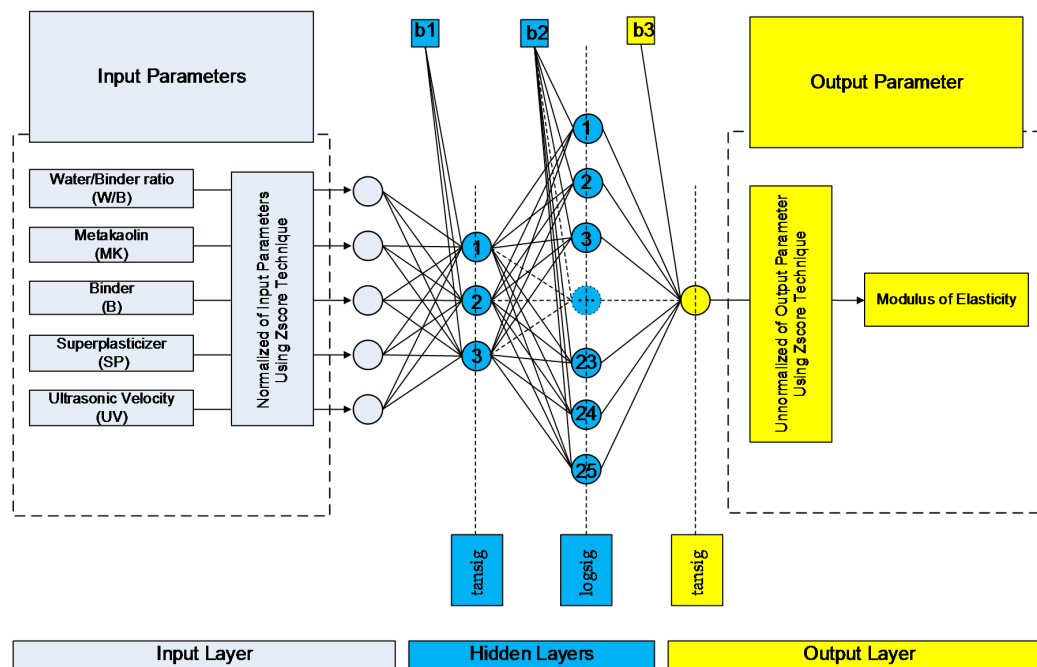 b1
b2
b3
Input Parameters
Output Parameter
Water/Binder ratio
(W/B)
Metakaolin
(MK)
Binder
(B)
Superplasticizer
(SP)
Ultrasonic Velocity
(UV)
Normalized of Input Parameters
Using Zscore Technique
1
2
3
1
2
3
23
24
25
Unnormalized of Output Parameter
Using Zscore Technique
Modulus of Elasticity
tansig
logsig
tansig
Input Layer
Hidden Layers
Output Layer